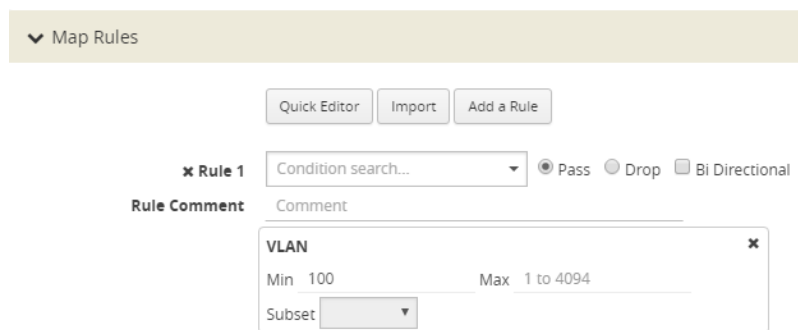 Map Rules
Quick Editor Import Add a Rule
✖ Rule 1 Condition search... Pass Drop Bi Directional
Rule Comment Comment
VLAN ✖
Min 100 Max 1 to 4094
Subset